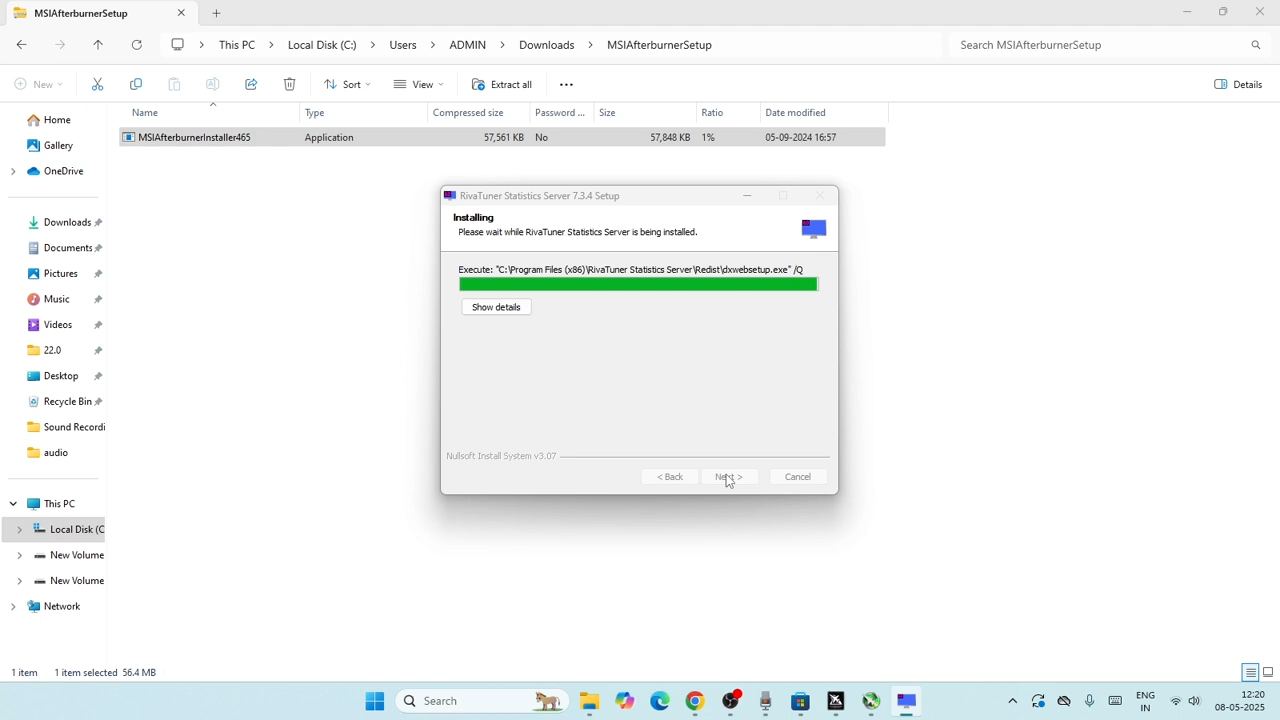 MSIAfterburnerSetup
This PC > Local Disk (C:) > Users > ADMIN > Downloads > MSIAfterburnerSetup
Search MSIAfterburnerSetup
New
Sort
View
Extract all
Details
Name Type Compressed size Password ... Size Ratio Date modified
MSIAfterburnerInstaller465 Application 57,561 KB No 57,848 KB 1% 05-09-2024 16:57
Home
Gallery
OneDrive
Downloads
Documents
Pictures
Music
Videos
22.0
Desktop
Recycle Bin
Sound Recordi
audio
This PC
Local Disk (C
New Volume
New Volume
Network
RivaTuner Statistics Server 7.3.4 Setup
Installing
Please wait while RivaTuner Statistics Server is being installed.
Execute: "C:\Program Files (x86)\RivaTuner Statistics Server\Redist\dxwebsetup.exe" /Q
Show details
Nullsoft Install System v3.07
< Back
Next >
Cancel
1 item 1 item selected 56.4 MB
Search
ENG
IN
12:20
08-05-2025